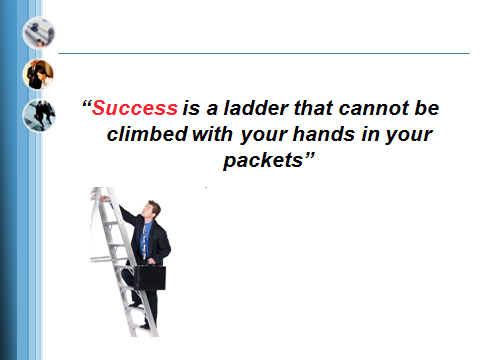 “Success is a ladder that cannot be
climbed with your hands in your
packets”